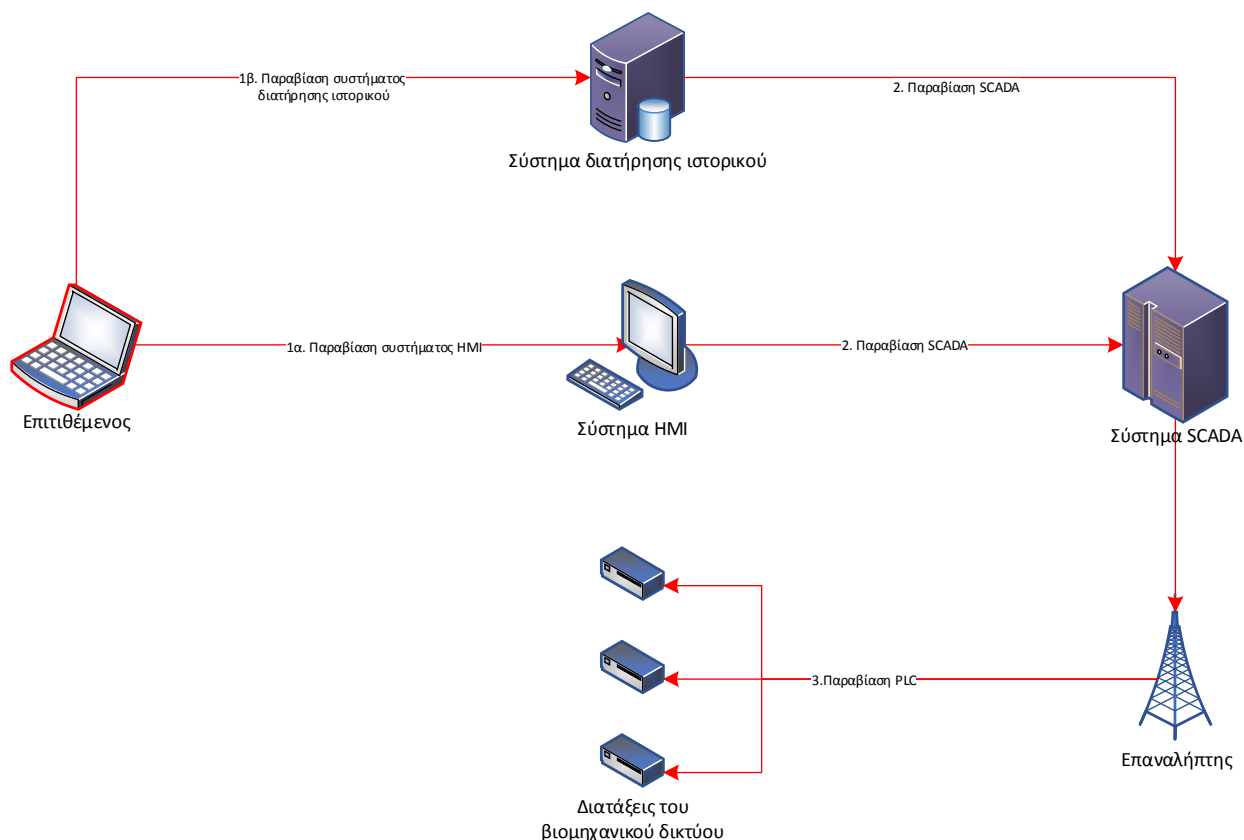 1β. Παραβίαση συστήματος
διατήρησης ιστορικού
2. Παραβίαση SCADA
Σύστημα διατήρησης ιστορικού
1α. Παραβίαση συστήματος HMI
2. Παραβίαση SCADA
Επιτιθέμενος
Σύστημα HMI
Σύστημα SCADA
3.Παραβίαση PLC
Επαναλήπτης
Διατάξεις του
βιομηχανικού δικτύου